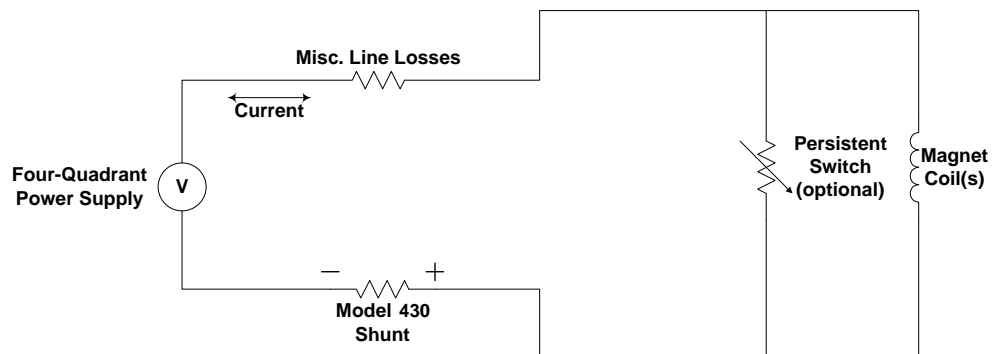 Misc. Line Losses
Current
Four-Quadrant
Power Supply
V
Persistent
Switch
(optional)
Magnet
Coil(s)
— +
Model 430
Shunt